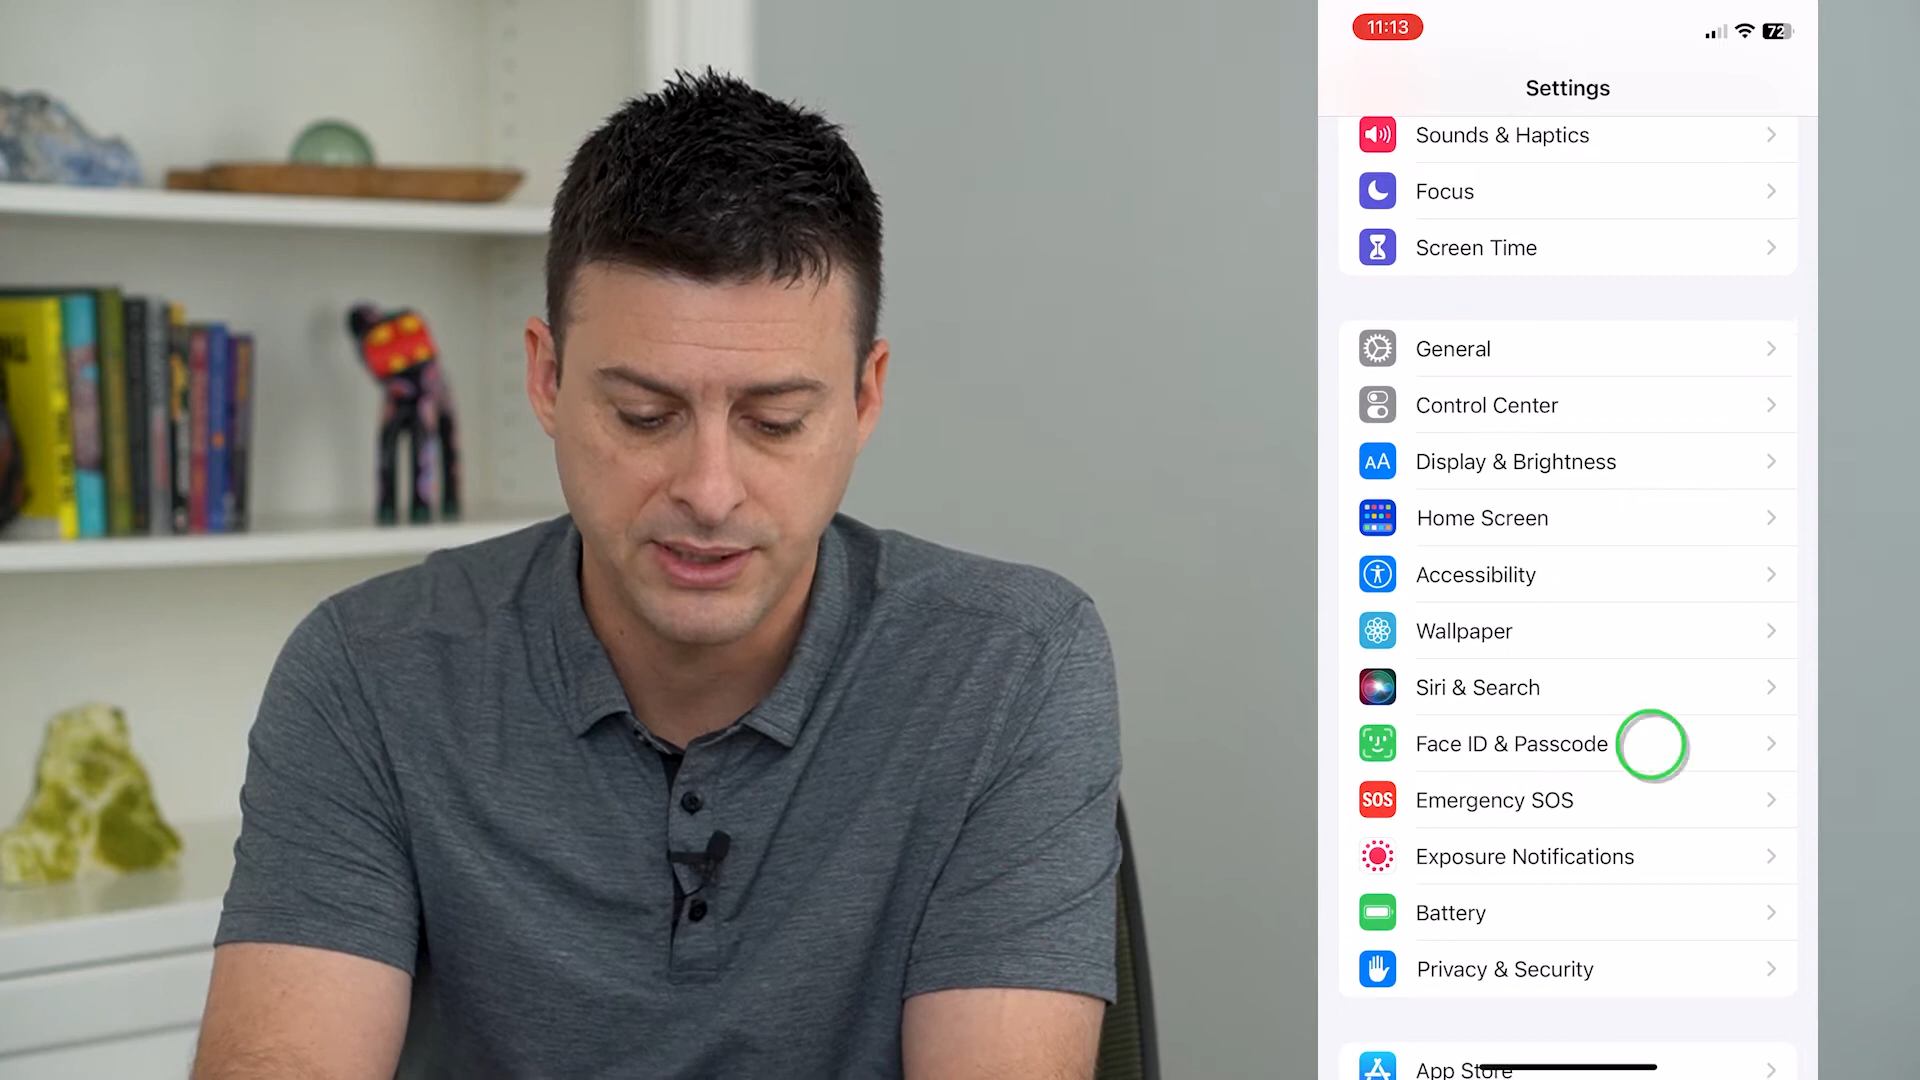 11:13
72
Settings
Sounds & Haptics
Focus
Screen Time
General
Control Center
AA
Display & Brightness
Home Screen
Accessibility
Wallpaper
Siri & Search
Face ID & Passcode
SOS
Emergency SOS
Exposure Notifications
Battery
Privacy & Security
App Store